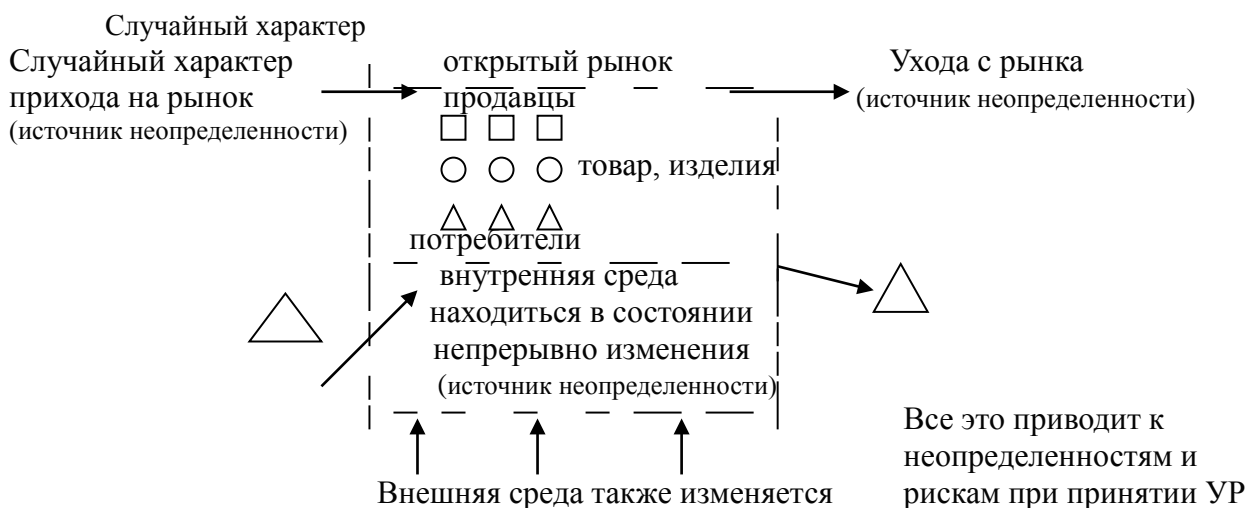 Случайный характер
Случайный характер
прихода на рынок
(источник неопределенности)
открытый рынок
продавцы
товар, изделия
потребители
внутренняя среда
находиться в состоянии
непрерывно изменения
(источник неопределенности)
Ухода с рынка
(источник неопределенности)
Внешняя среда также изменяется
Все это приводит к
неопределенностям и
рискам при принятии УР